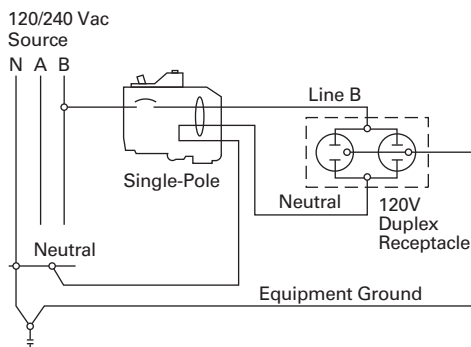 120/240 Vac
Source
N A B
Line B
Single-Pole
Neutral
120V
Duplex
Receptacle
Neutral
Equipment Ground